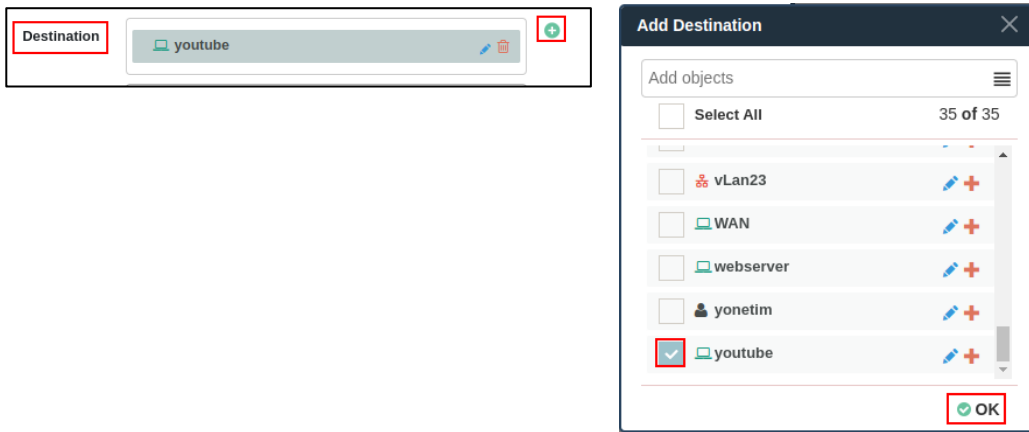 Destination
youtube
Add Destination
Add objects
Select All 35 of 35
vLan23
WAN
webserver
yonetim
youtube
OK